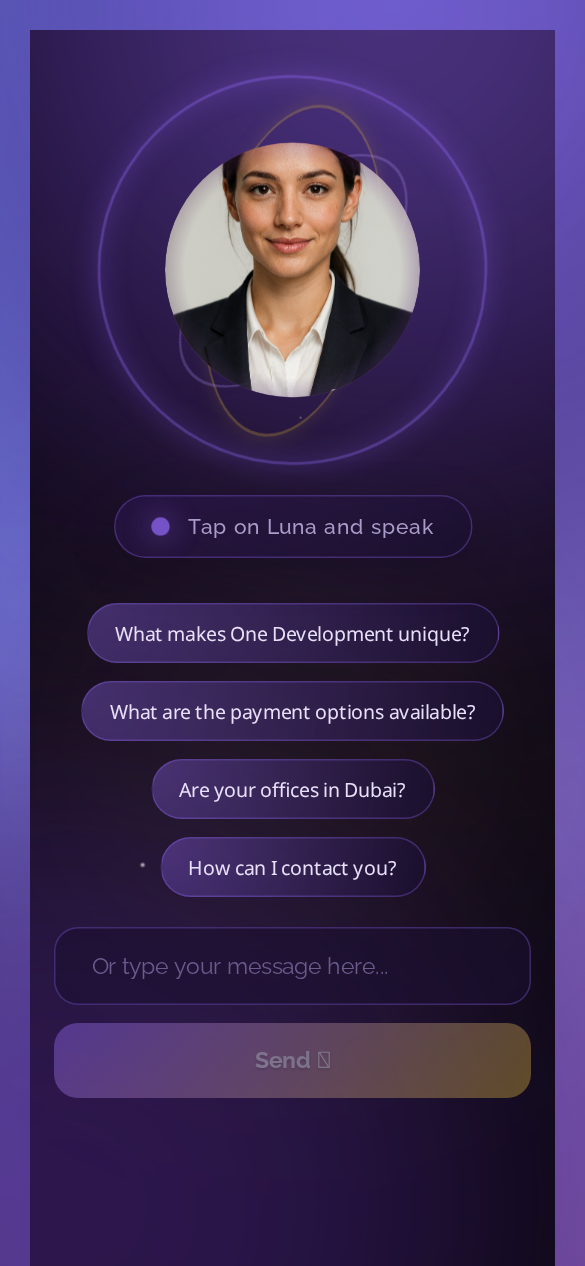 Tap on Luna and speak
What makes One Development unique?
What are the payment options available?
Are your offices in Dubai?
How can I contact you?
Or type your message here...
Send